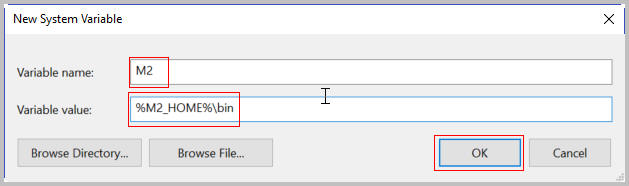 New System Variable
Variable name: M2
Variable value: %M2_HOME%\bin
Browse Directory... Browse File... OK Cancel